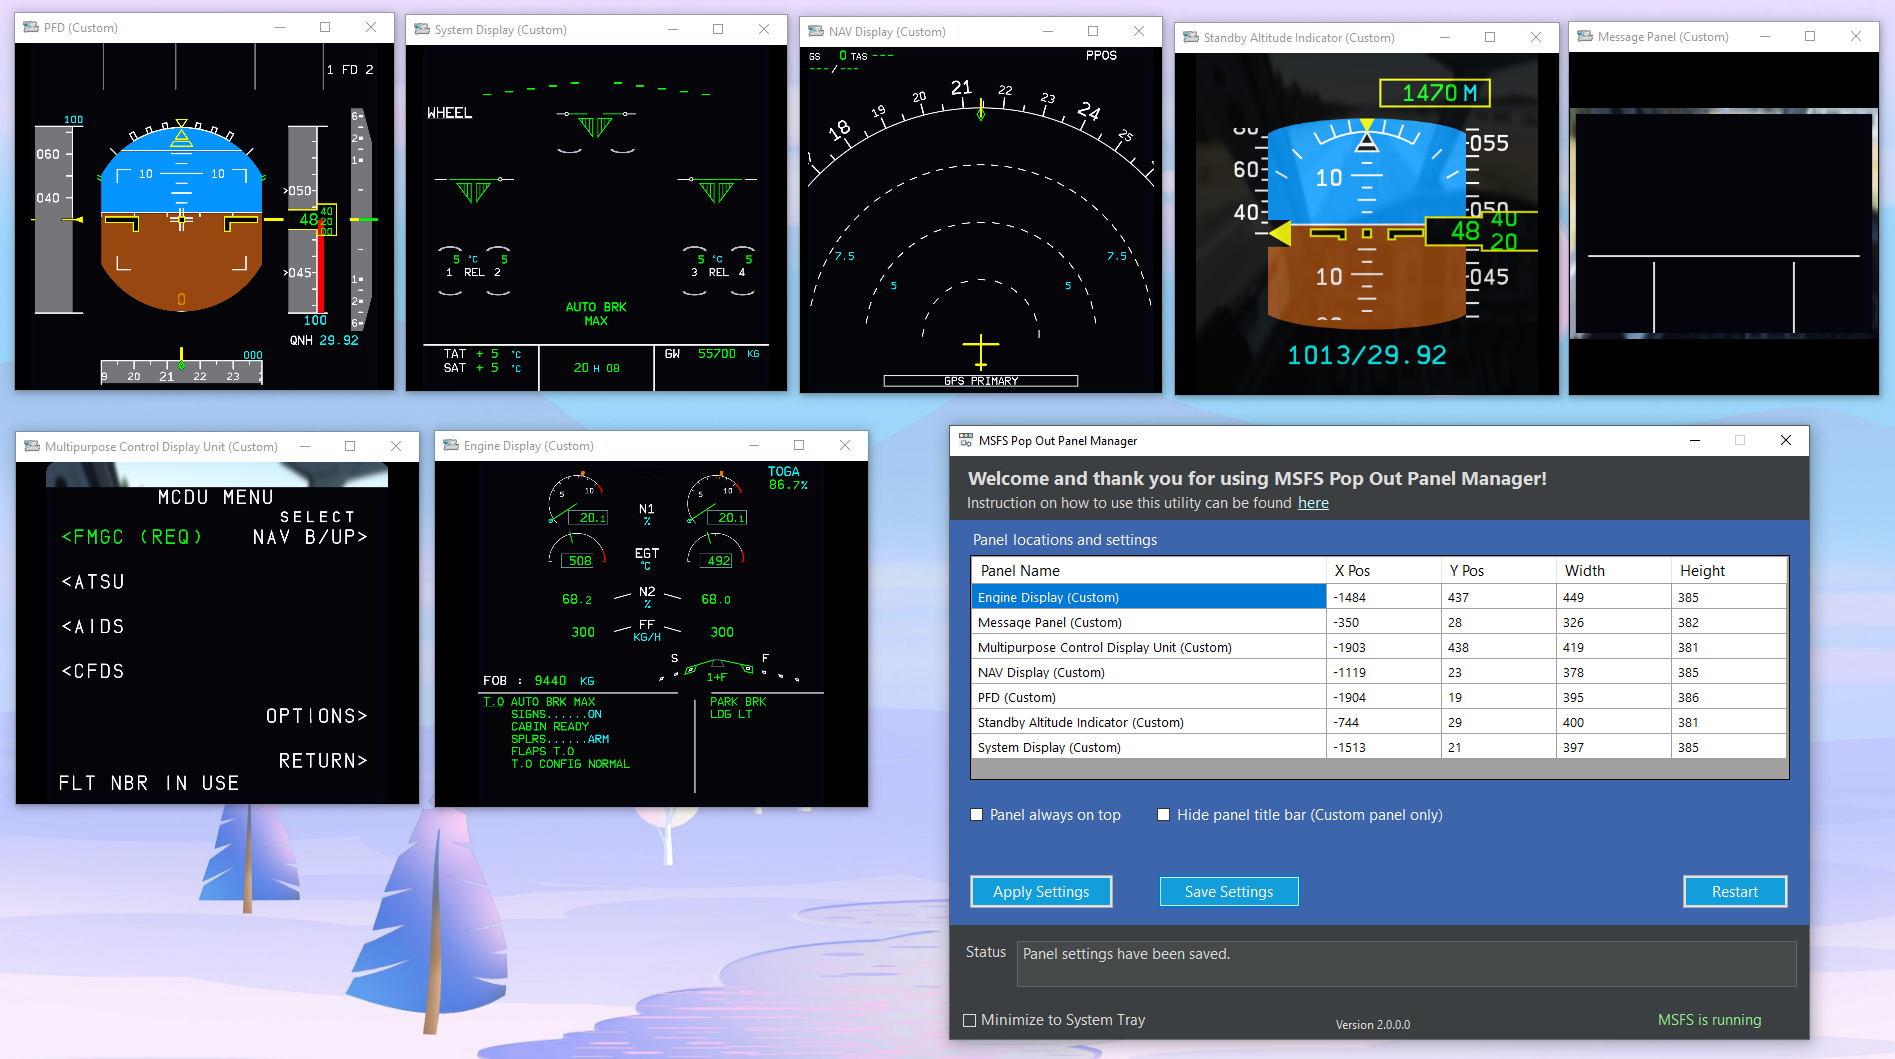 PFD (Custom)
1 FD 2
100
060
040
10 10
>050
48
40
20
00
>045
0
100
QNH 29.92
000
20 21 22 23
6
2
1
1
2
6
System Display (Custom)
WHEEL
5 °C 5
1 REL 2
5 °C 5
3 REL 4
AUTO BRK
MAX
TAT + 5 °C
SAT + 5 °C
20 H 08
GW 55700 KG
NAV Display (Custom)
GS 0 TAS ---
---/---
PPOS
18 19 20 21 22 23 24 25
7.5 7.5
5 5
GPS PRIMARY
Standby Altitude Indicator (Custom)
1470 M
60
40
10
10
055
050
48
40
20
045
1013/29.92
Message Panel (Custom)
Multipurpose Control Display Unit (Custom)
MCDU MENU
SELECT
<FMGC (REQ) NAV B/UP>
<ATSU
<AIDS
<CFDS
OPTIONS>
RETURN>
FLT NBR IN USE
Engine Display (Custom)
TOGA
86.7%
5 10
5 10
20.1 N1 % 20.1
508 EGT °C 492
68.2 N2 % 68.0
300 FF KG/H 300
S F
1+F
FOB : 9440 KG
T.O AUTO BRK MAX
SIGNS......ON
CABIN READY
SPLRS......ARM
FLAPS T.O
T.O CONFIG NORMAL
PARK BRK
LDG LT
MSFS Pop Out Panel Manager
Welcome and thank you for using MSFS Pop Out Panel Manager!
Instruction on how to use this utility can be found here
Panel locations and settings
Panel Name X Pos Y Pos Width Height
Engine Display (Custom) -1484 437 449 385
Message Panel (Custom) -350 28 326 382
Multipurpose Control Display Unit (Custom) -1903 438 419 381
NAV Display (Custom) -1119 23 378 385
PFD (Custom) -1904 19 395 386
Standby Altitude Indicator (Custom) -744 29 400 381
System Display (Custom) -1513 21 397 385
Panel always on top
Hide panel title bar (Custom panel only)
Apply Settings
Save Settings
Restart
Status
Panel settings have been saved.
Minimize to System Tray
Version 2.0.0.0
MSFS is running